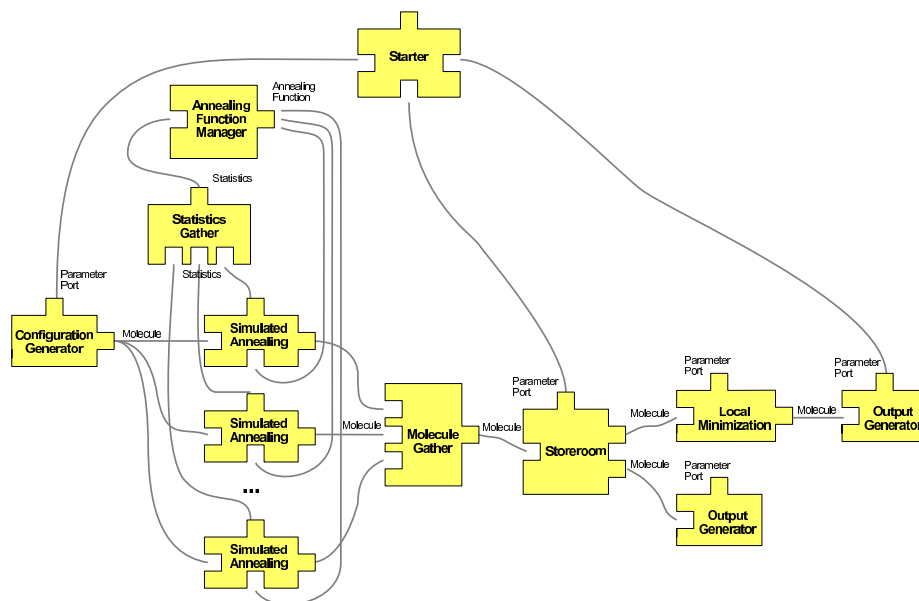 Starter
Annealing
Function
Annealing
Function
Manager
Statistics
Statistics
Gather
Statistics
Parameter
Port
Configuration
Generator
Molecule
Simulated
Annealing
Simulated
Annealing
...
Simulated
Annealing
Molecule
Molecule
Gather
Molecule
Parameter
Port
Storeroom
Molecule
Molecule
Parameter
Port
Local
Minimization
Molecule
Parameter
Port
Output
Generator
Parameter
Port
Output
Generator